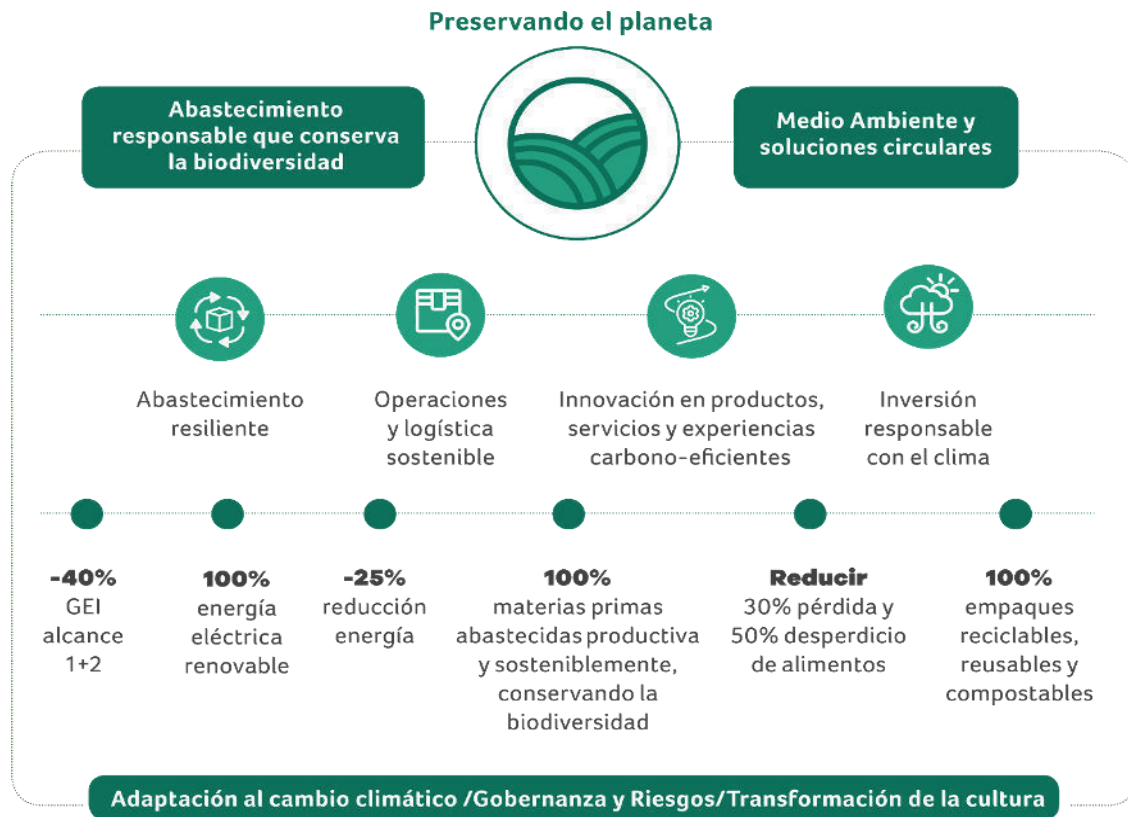 Preservando el planeta
Abastecimiento
responsable que conserva
la biodiversidad
Medio Ambiente y
soluciones circulares
Abastecimiento
resiliente
Operaciones
y logística
sostenible
Innovación en productos,
servicios y experiencias
carbono-eficientes
Inversión
responsable
con el clima
-40%
GEI
alcance
1+2
100%
energía
eléctrica
renovable
-25%
reducción
energía
100%
materias primas
abastecidas productiva
y sosteniblemente,
conservando la
biodiversidad
Reducir
30% pérdida y
50% desperdicio
de alimentos
100%
empaques
reciclables,
reusables y
compostables
Adaptación al cambio climático /Gobernanza y Riesgos/Transformación de la cultura